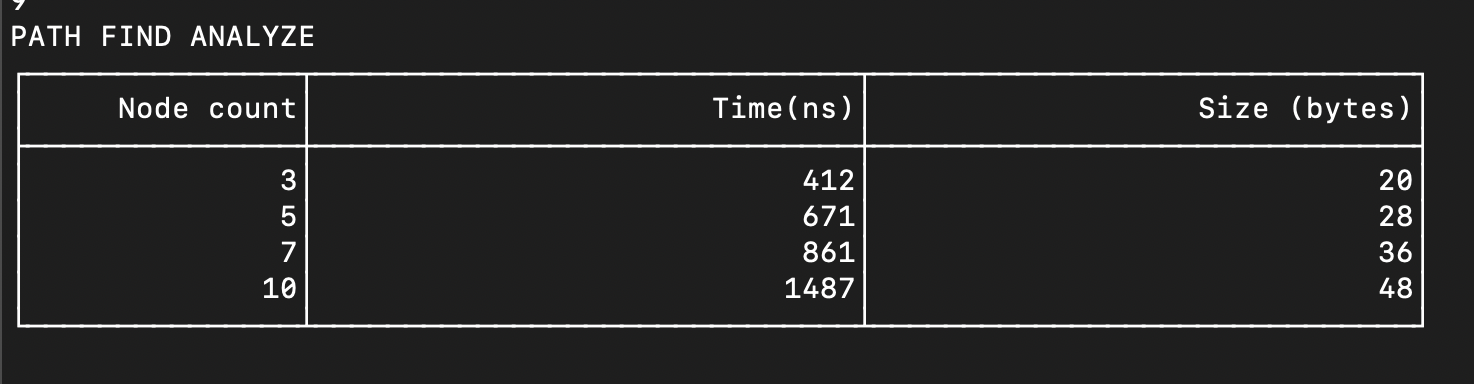 PATH FIND ANALYZE
Node count Time(ns) Size (bytes)
3 412 20
5 671 28
7 861 36
10 1487 48